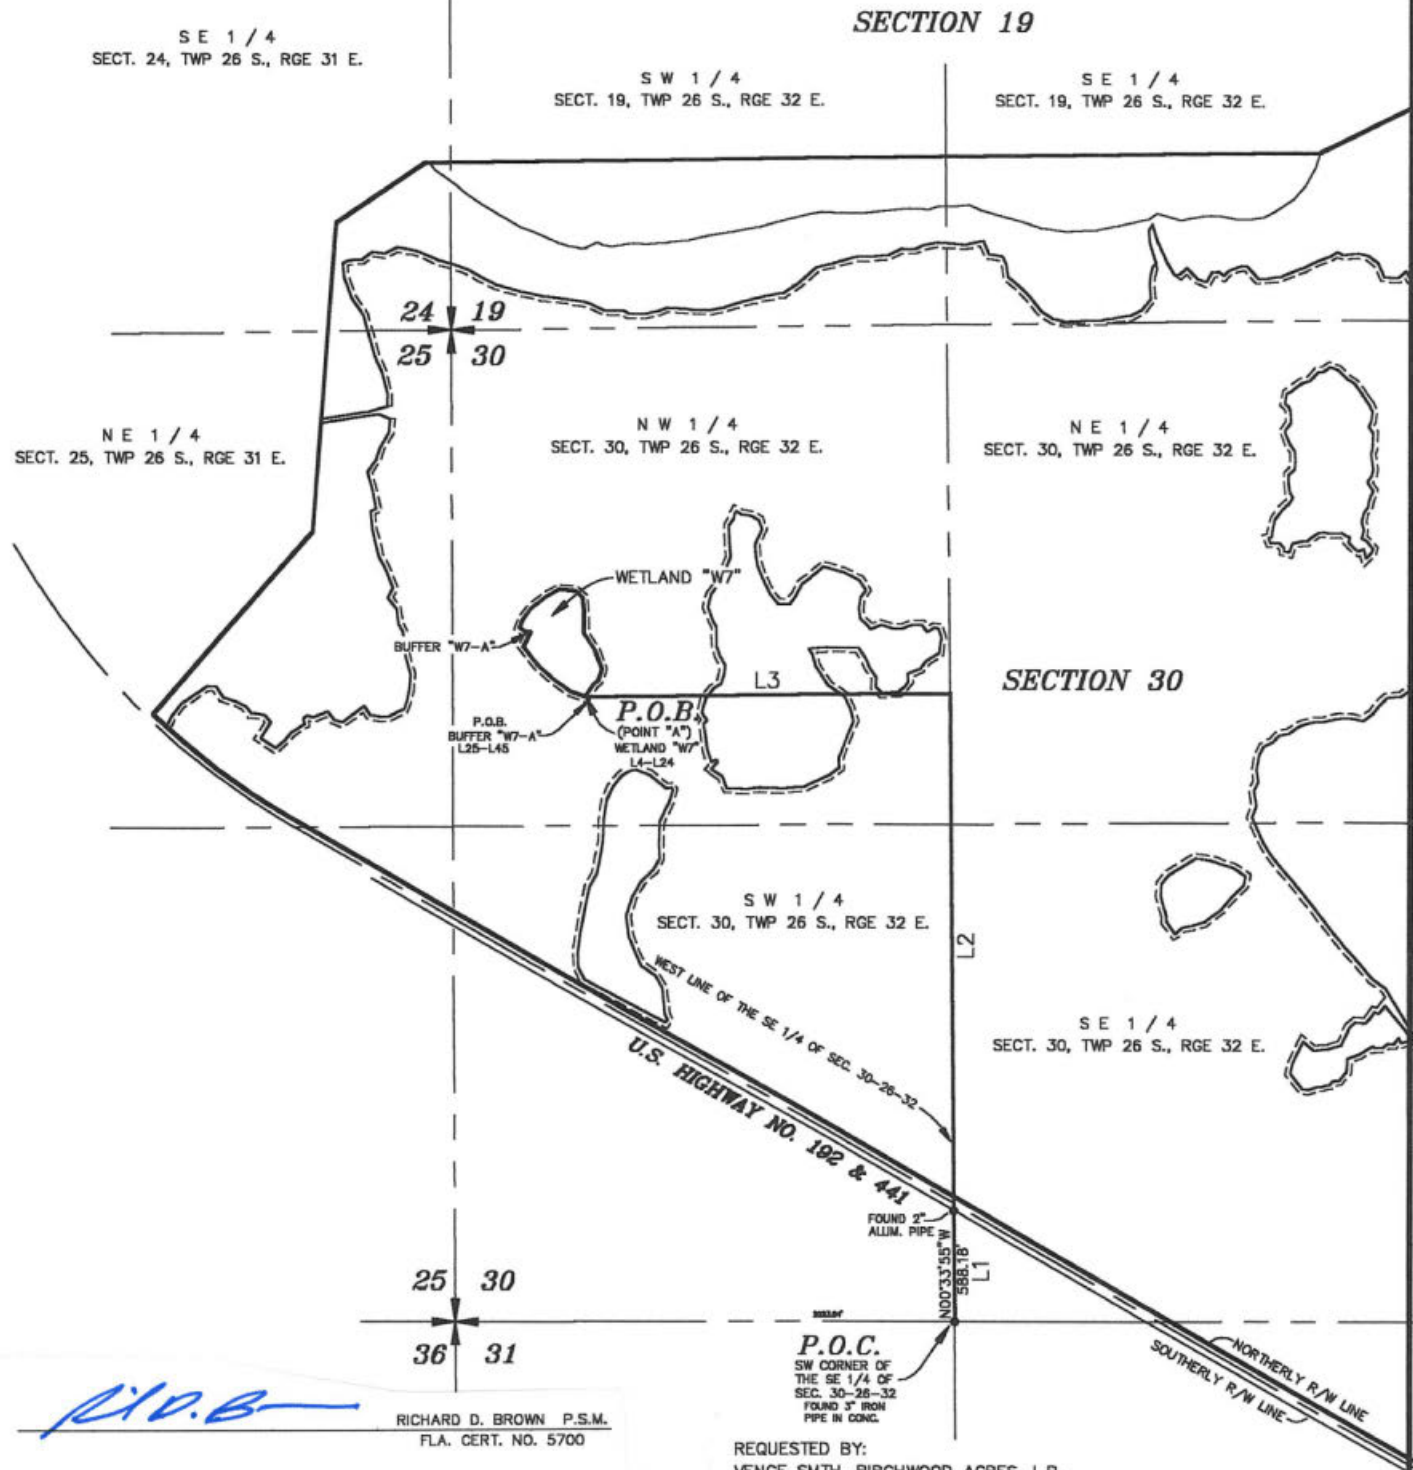 SECTION 19
S E 1 / 4
SECT. 24, TWP 26 S., RGE 31 E.
S W 1 / 4
SECT. 19, TWP 26 S., RGE 32 E.
S E 1 / 4
SECT. 19, TWP 26 S., RGE 32 E.
24 19
25 30
N E 1 / 4
SECT. 25, TWP 26 S., RGE 31 E.
N W 1 / 4
SECT. 30, TWP 26 S., RGE 32 E.
N E 1 / 4
SECT. 30, TWP 26 S., RGE 32 E.
WETLAND "W7"
BUFFER "W7-A"
L3
SECTION 30
P.O.B.
BUFFER "W7-A"
L25-L45
P.O.B.
(POINT "A")
WETLAND "W7"
L4-L24
S W 1 / 4
SECT. 30, TWP 26 S., RGE 32 E.
L2
WEST LINE OF THE SE 1/4 OF SEC. 30-26-32
S E 1 / 4
SECT. 30, TWP 26 S., RGE 32 E.
U.S. HIGHWAY NO. 192 & 441
FOUND 2"
ALUM. PIPE
N00°33'55"W
588.18'
L1
25 30
36 31
P.O.C.
SW CORNER OF
THE SE 1/4 OF
SEC. 30-26-32
FOUND 3" IRON
PIPE IN CONC.
NORTHERLY R/W LINE
SOUTHERLY R/W LINE
RICHARD D. BROWN P.S.M.
FLA. CERT. NO. 5700
REQUESTED BY: